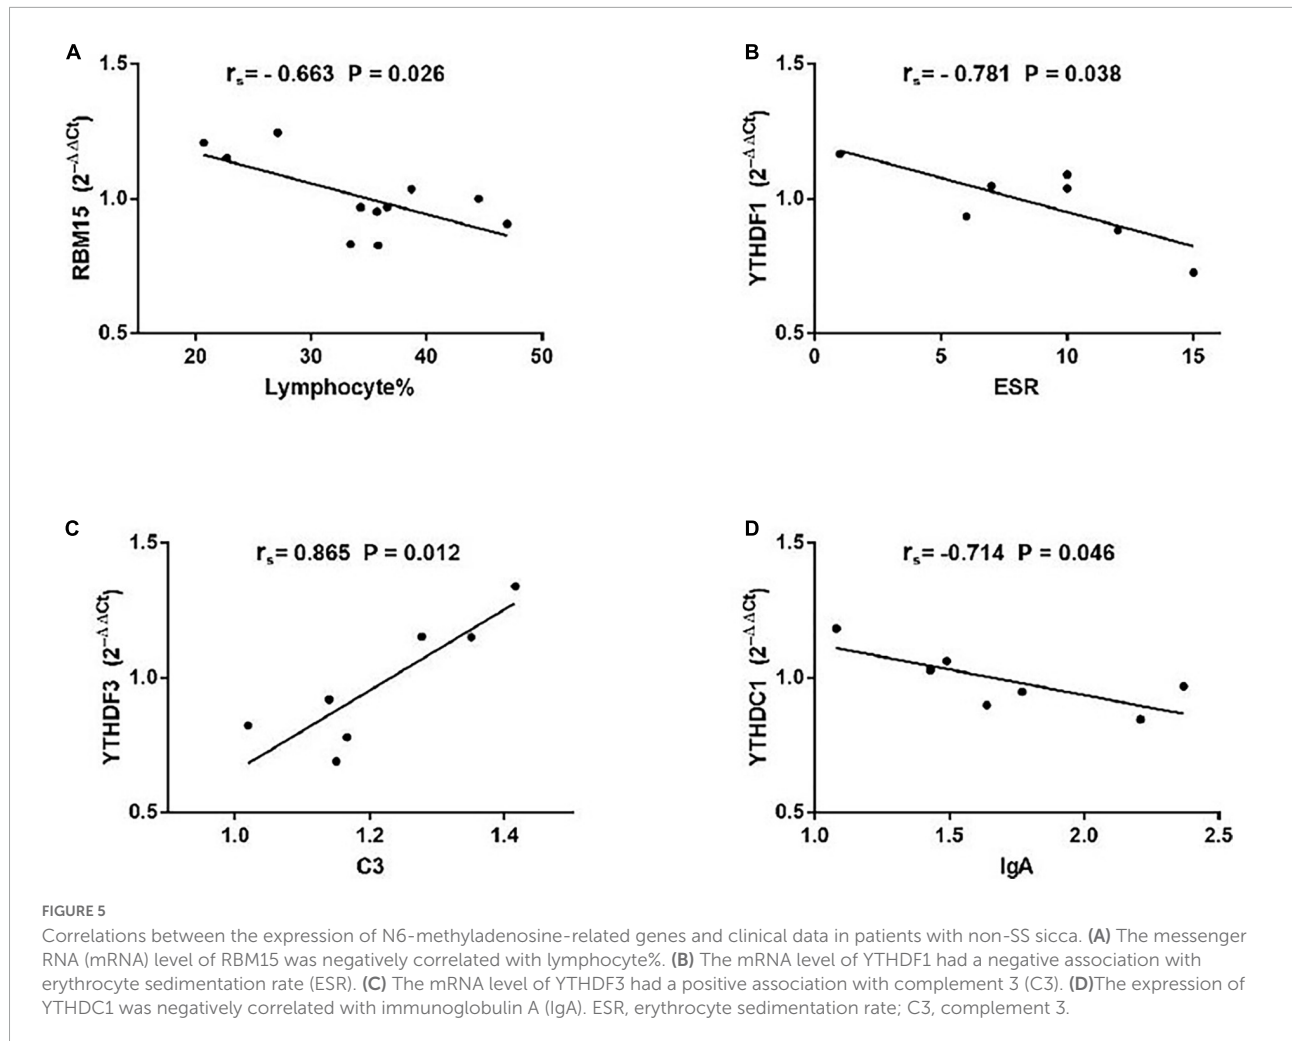 A
r_s = - 0.663 P = 0.026
RBM15 (2^−ΔΔCt)
1.5
1.0
0.5
20 30 40 50
Lymphocyte%
B
r_s = - 0.781 P = 0.038
YTHDF1 (2^−ΔΔCt)
1.5
1.0
0.5
0 5 10 15
ESR
C
r_s = 0.865 P = 0.012
YTHDF3 (2^−ΔΔCt)
1.5
1.0
0.5
1.0 1.2 1.4
C3
D
r_s = -0.714 P = 0.046
YTHDC1 (2^−ΔΔCt)
1.5
1.0
0.5
1.0 1.5 2.0 2.5
IgA
FIGURE 5
Correlations between the expression of N6-methyladenosine-related genes and clinical data in patients with non-SS sicca. (A) The messenger
RNA (mRNA) level of RBM15 was negatively correlated with lymphocyte%. (B) The mRNA level of YTHDF1 had a negative association with
erythrocyte sedimentation rate (ESR). (C) The mRNA level of YTHDF3 had a positive association with complement 3 (C3). (D)The expression of
YTHDC1 was negatively correlated with immunoglobulin A (IgA). ESR, erythrocyte sedimentation rate; C3, complement 3.